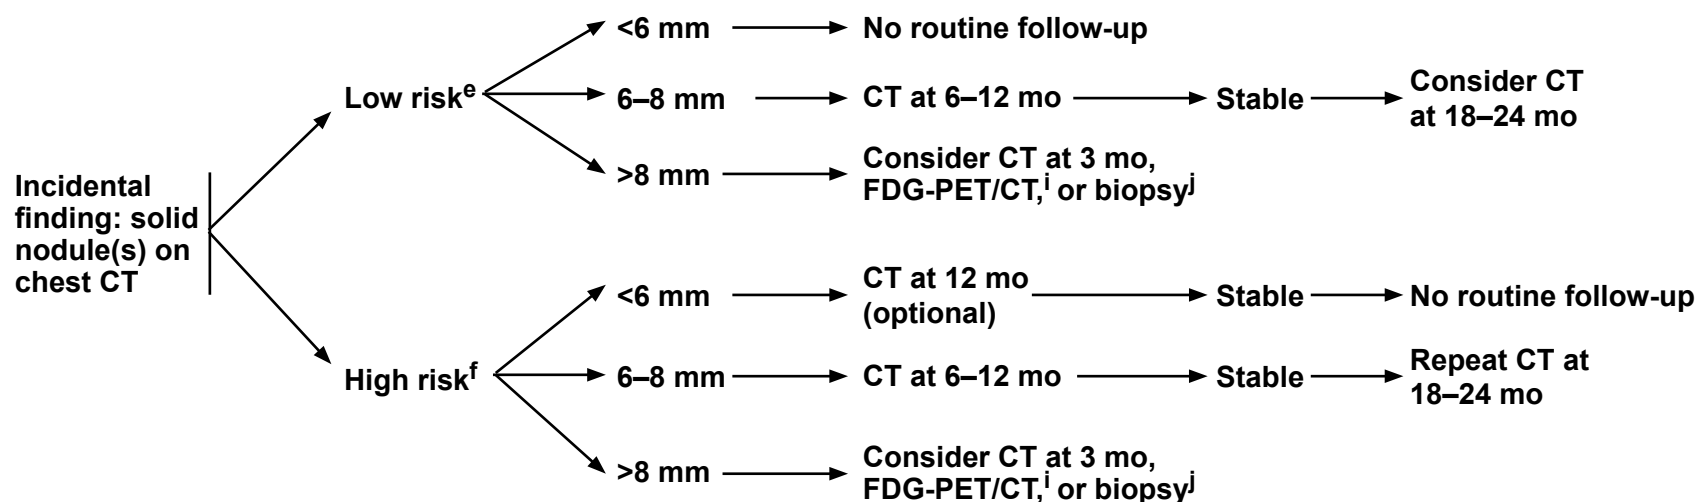 Incidental
finding: solid
nodule(s) on
chest CT
Low riskᵉ
<6 mm
No routine follow-up
6–8 mm
CT at 6–12 mo
Stable
Consider CT
at 18–24 mo
>8 mm
Consider CT at 3 mo,
FDG-PET/CT,ⁱ or biopsyʲ
High riskᶠ
<6 mm
CT at 12 mo
(optional)
Stable
No routine follow-up
6–8 mm
CT at 6–12 mo
Stable
Repeat CT at
18–24 mo
>8 mm
Consider CT at 3 mo,
FDG-PET/CT,ⁱ or biopsyʲ